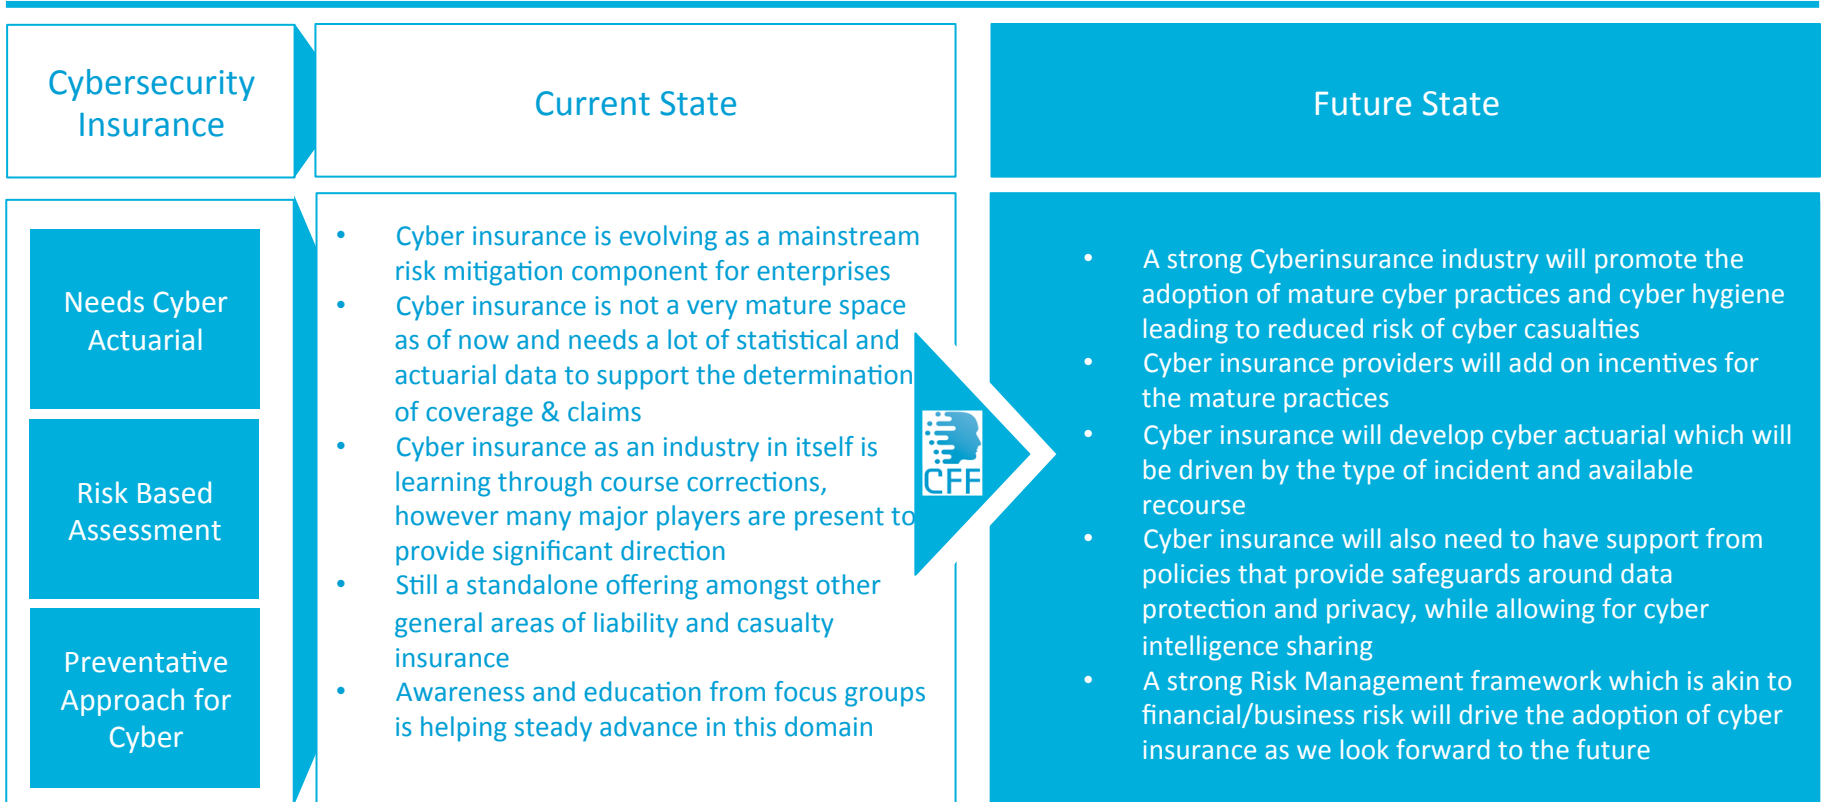 Cybersecurity
Insurance
Current State
Future State
Needs Cyber
Actuarial
Risk Based
Assessment
Preventative
Approach for
Cyber
• Cyber insurance is evolving as a mainstream
risk mitigation component for enterprises
• Cyber insurance is not a very mature space
as of now and needs a lot of statistical and
actuarial data to support the determination
of coverage & claims
• Cyber insurance as an industry in itself is
learning through course corrections,
however many major players are present to
provide significant direction
• Still a standalone offering amongst other
general areas of liability and casualty
insurance
• Awareness and education from focus groups
is helping steady advance in this domain
CFF
• A strong Cyberinsurance industry will promote the
adoption of mature cyber practices and cyber hygiene
leading to reduced risk of cyber casualties
• Cyber insurance providers will add on incentives for
the mature practices
• Cyber insurance will develop cyber actuarial which will
be driven by the type of incident and available
recourse
• Cyber insurance will also need to have support from
policies that provide safeguards around data
protection and privacy, while allowing for cyber
intelligence sharing
• A strong Risk Management framework which is akin to
financial/business risk will drive the adoption of cyber
insurance as we look forward to the future